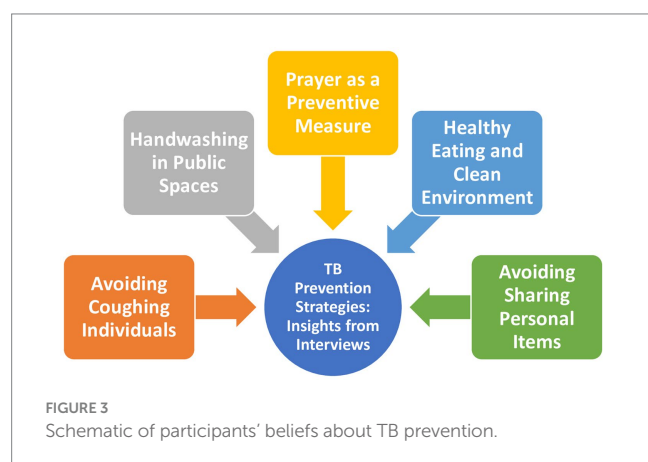 Prayer as a
Preventive
Measure
Handwashing
in Public
Spaces
Healthy
Eating and
Clean
Environment
Avoiding
Coughing
Individuals
TB
Prevention
Strategies:
Insights from
Interviews
Avoiding
Sharing
Personal
Items
FIGURE 3
Schematic of participants’ beliefs about TB prevention.